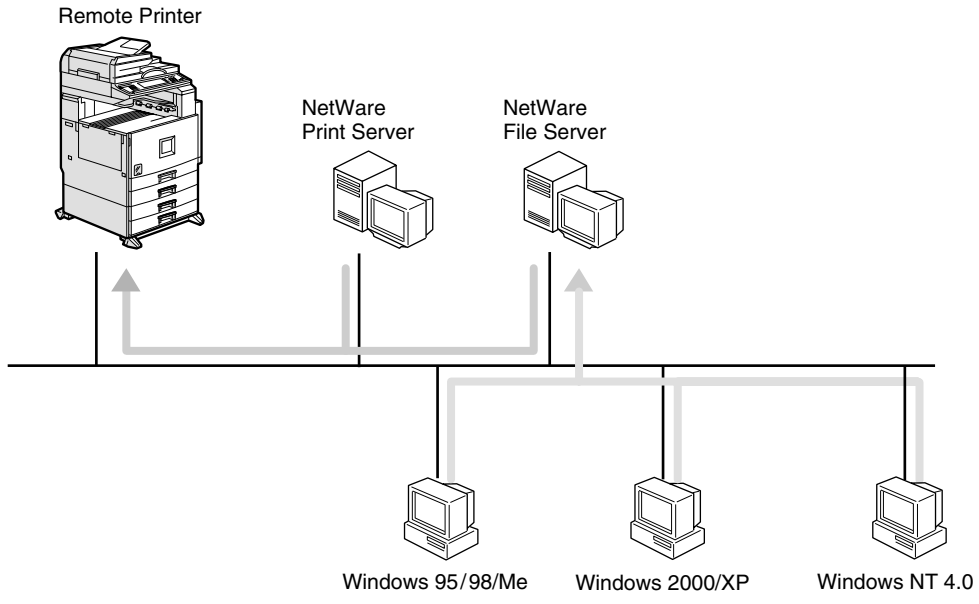 Remote Printer
NetWare
Print Server
NetWare
File Server
Windows 95/98/Me
Windows 2000/XP
Windows NT 4.0